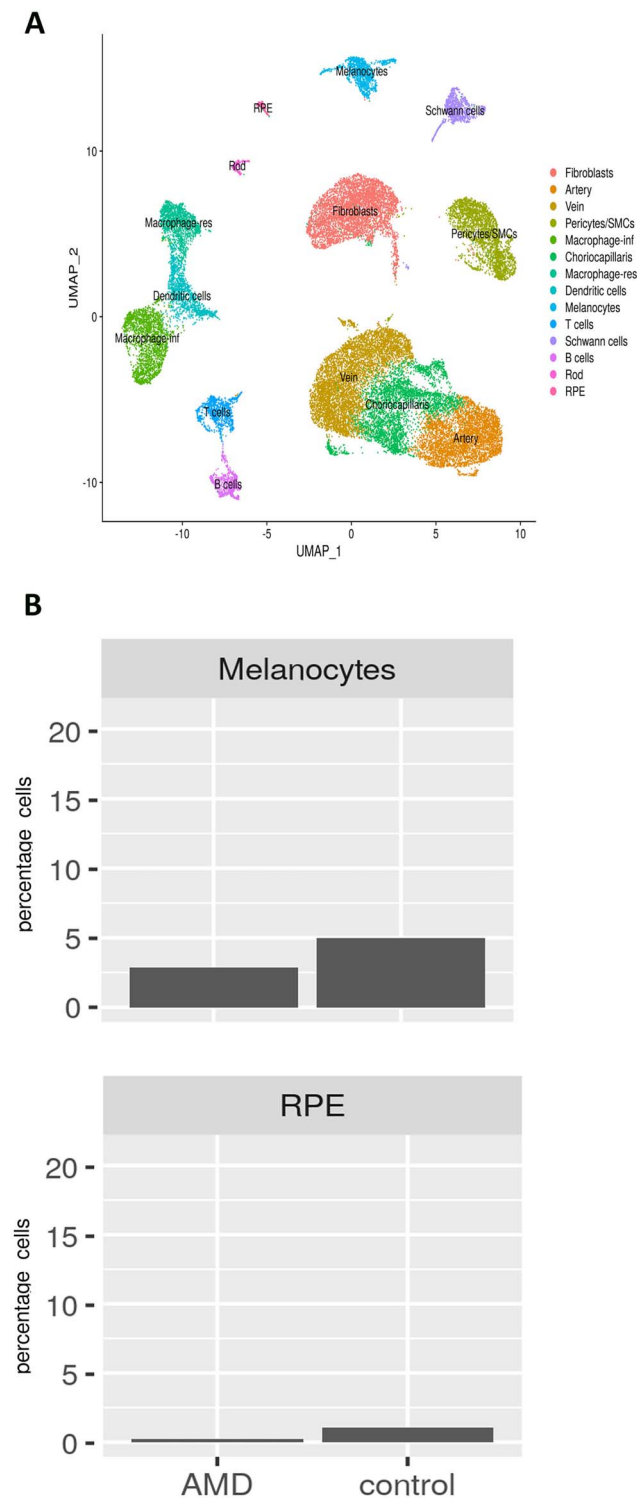 A
Melanocytes
RPE
Schwann cells
Rod
Fibroblasts
Macrophage-res
Pericytes/SMCs
Dendritic cells
Macrophage-inf
Vein
Choriocapillaris
T cells
Artery
B cells
UMAP_2
10
0
-10
-10 -5 0 5 10
UMAP_1
Fibroblasts
Artery
Vein
Pericytes/SMCs
Macrophage-inf
Choriocapillaris
Macrophage-res
Dendritic cells
Melanocytes
T cells
Schwann cells
B cells
Rod
RPE
B
Melanocytes
percentage cells
20
15
10
5
0
RPE
percentage cells
20
15
10
5
0
AMD control